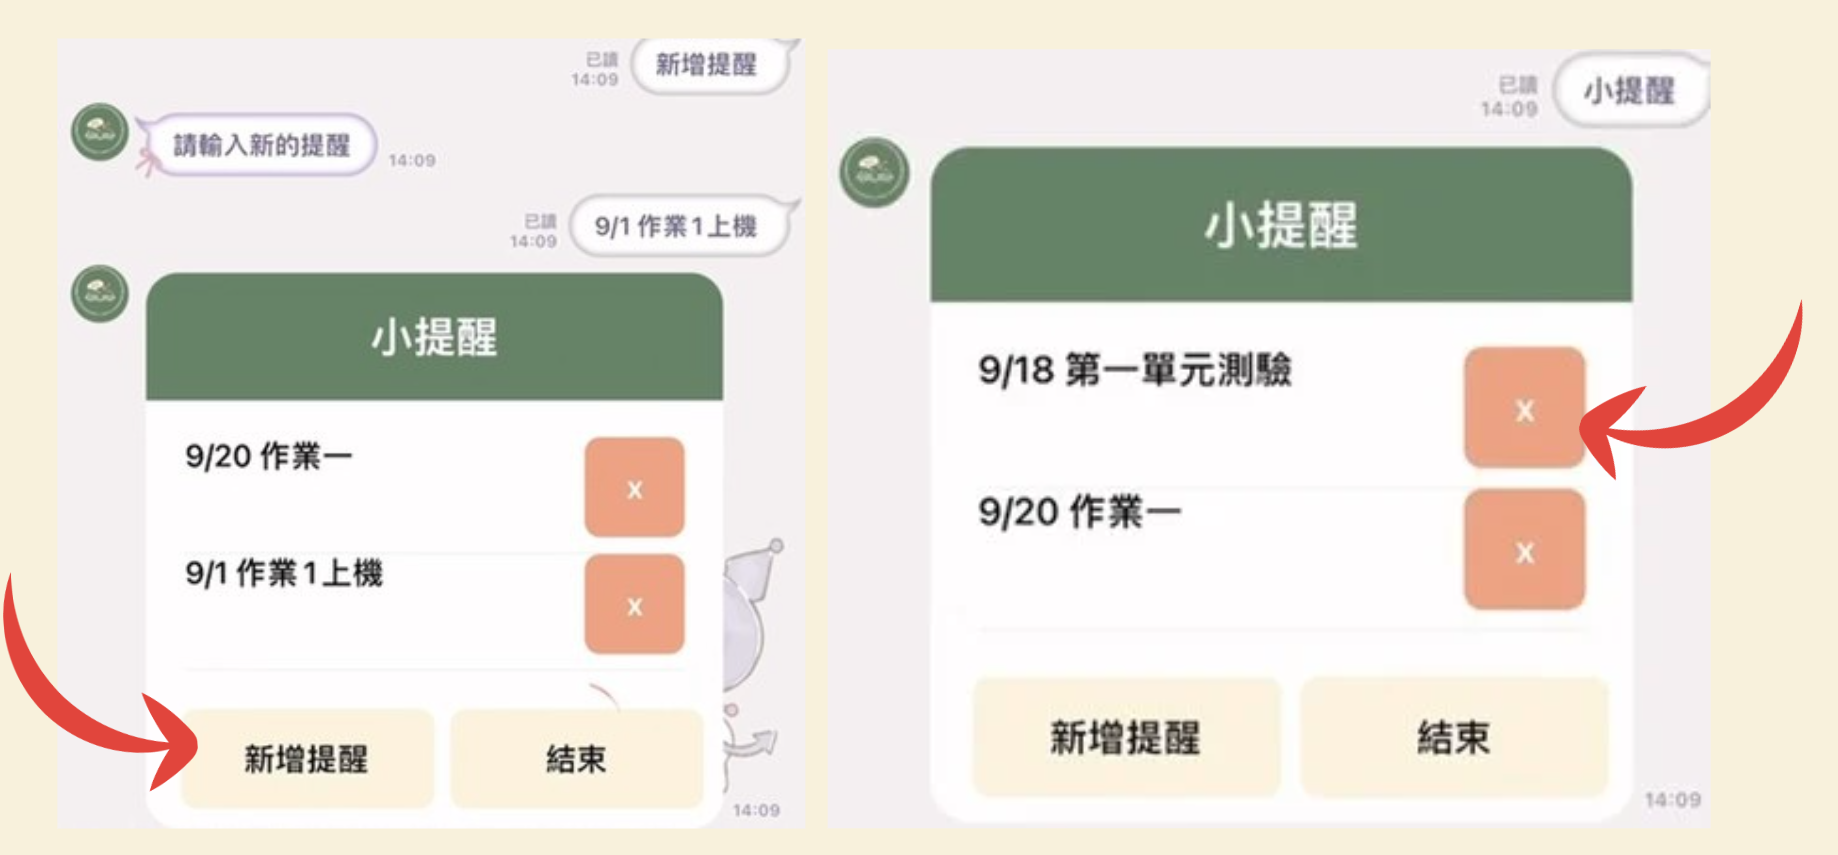 新增提醒
已讀
14:09
請輸入新的提醒
14:09
9/1 作業1上機
已讀
14:09
小提醒
9/20 作業一
X
9/1 作業1上機
X
新增提醒
結束
14:09
小提醒
已讀
14:09
小提醒
9/18 第一單元測驗
X
9/20 作業一
X
新增提醒
結束
14:09